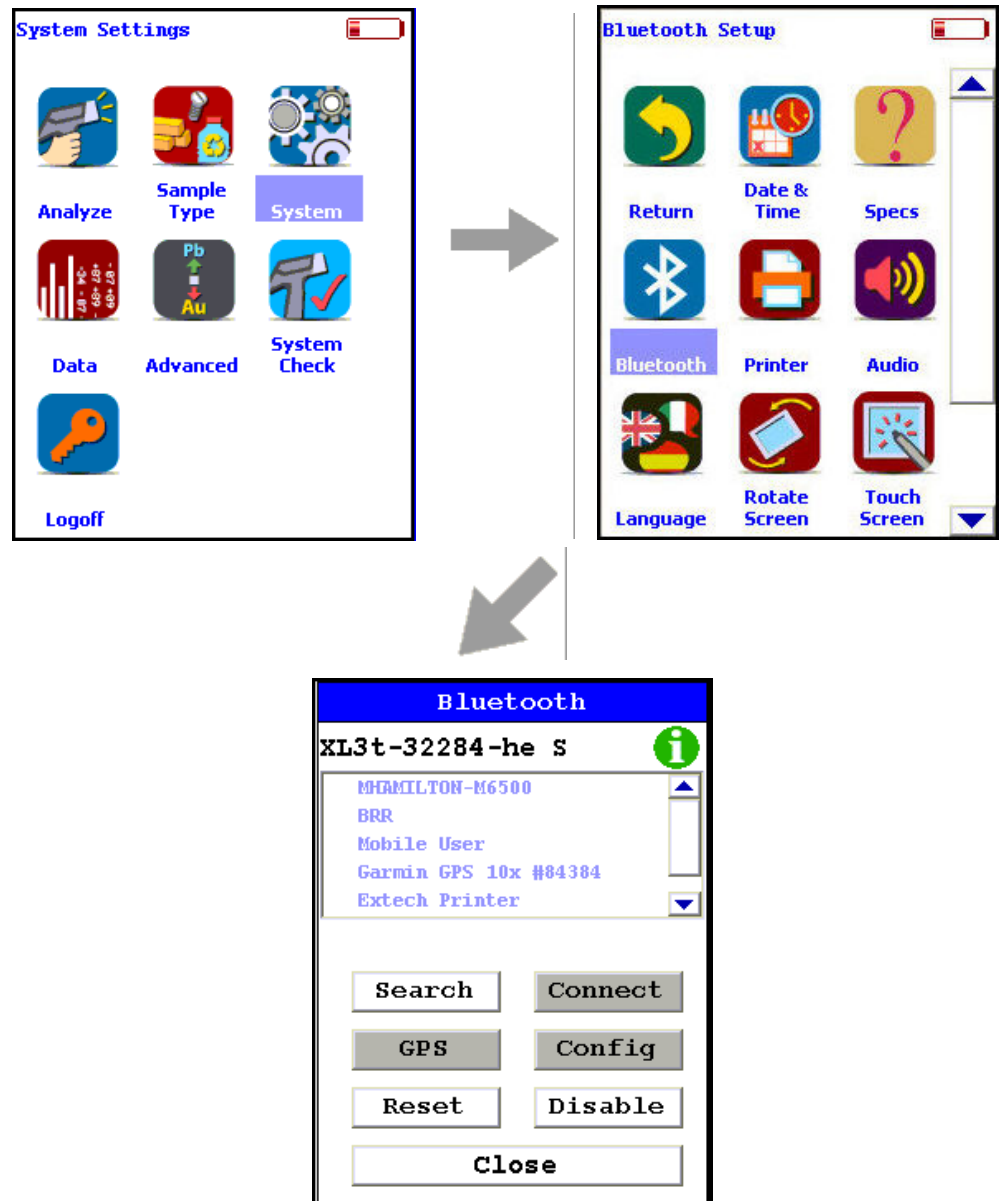 System Settings
Analyze
Sample
Type
System
Pb
Au
Data
Advanced
System
Check
Logoff
Bluetooth Setup
Return
Date &
Time
Specs
Bluetooth
Printer
Audio
Language
Rotate
Screen
Touch
Screen
Bluetooth
XL3t-32284-he S
i
MHAMILTON-M6500
BRR
Mobile User
Garmin GPS 10x #84384
Extech Printer
Search
Connect
GPS
Config
Reset
Disable
Close